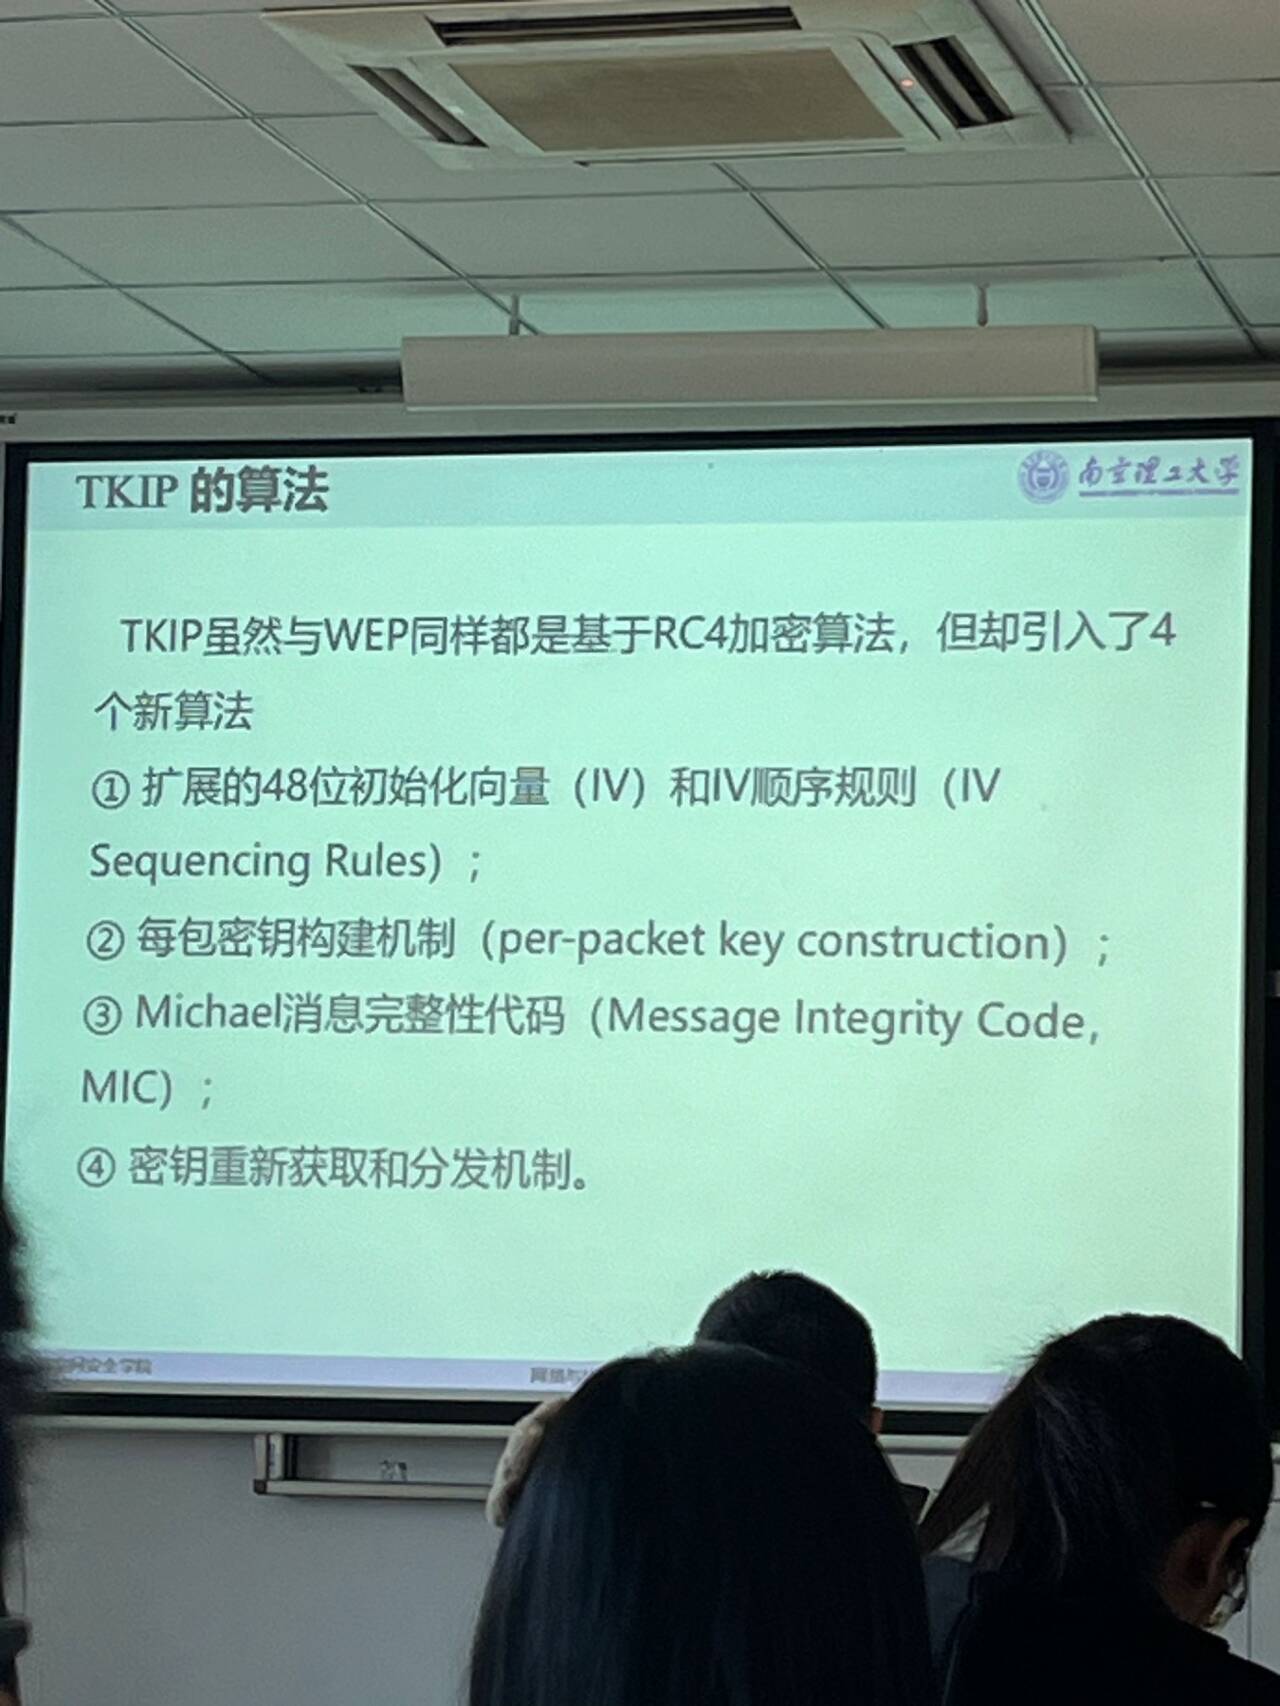 TKIP 的算法
南京理工大学
TKIP虽然与WEP同样都是基于RC4加密算法，但却引入了4
个新算法
① 扩展的48位初始化向量（IV）和IV顺序规则（IV
Sequencing Rules）；
② 每包密钥构建机制（per-packet key construction）；
③ Michael消息完整性代码（Message Integrity Code，
MIC）；
④ 密钥重新获取和分发机制。
安全学院
网络与